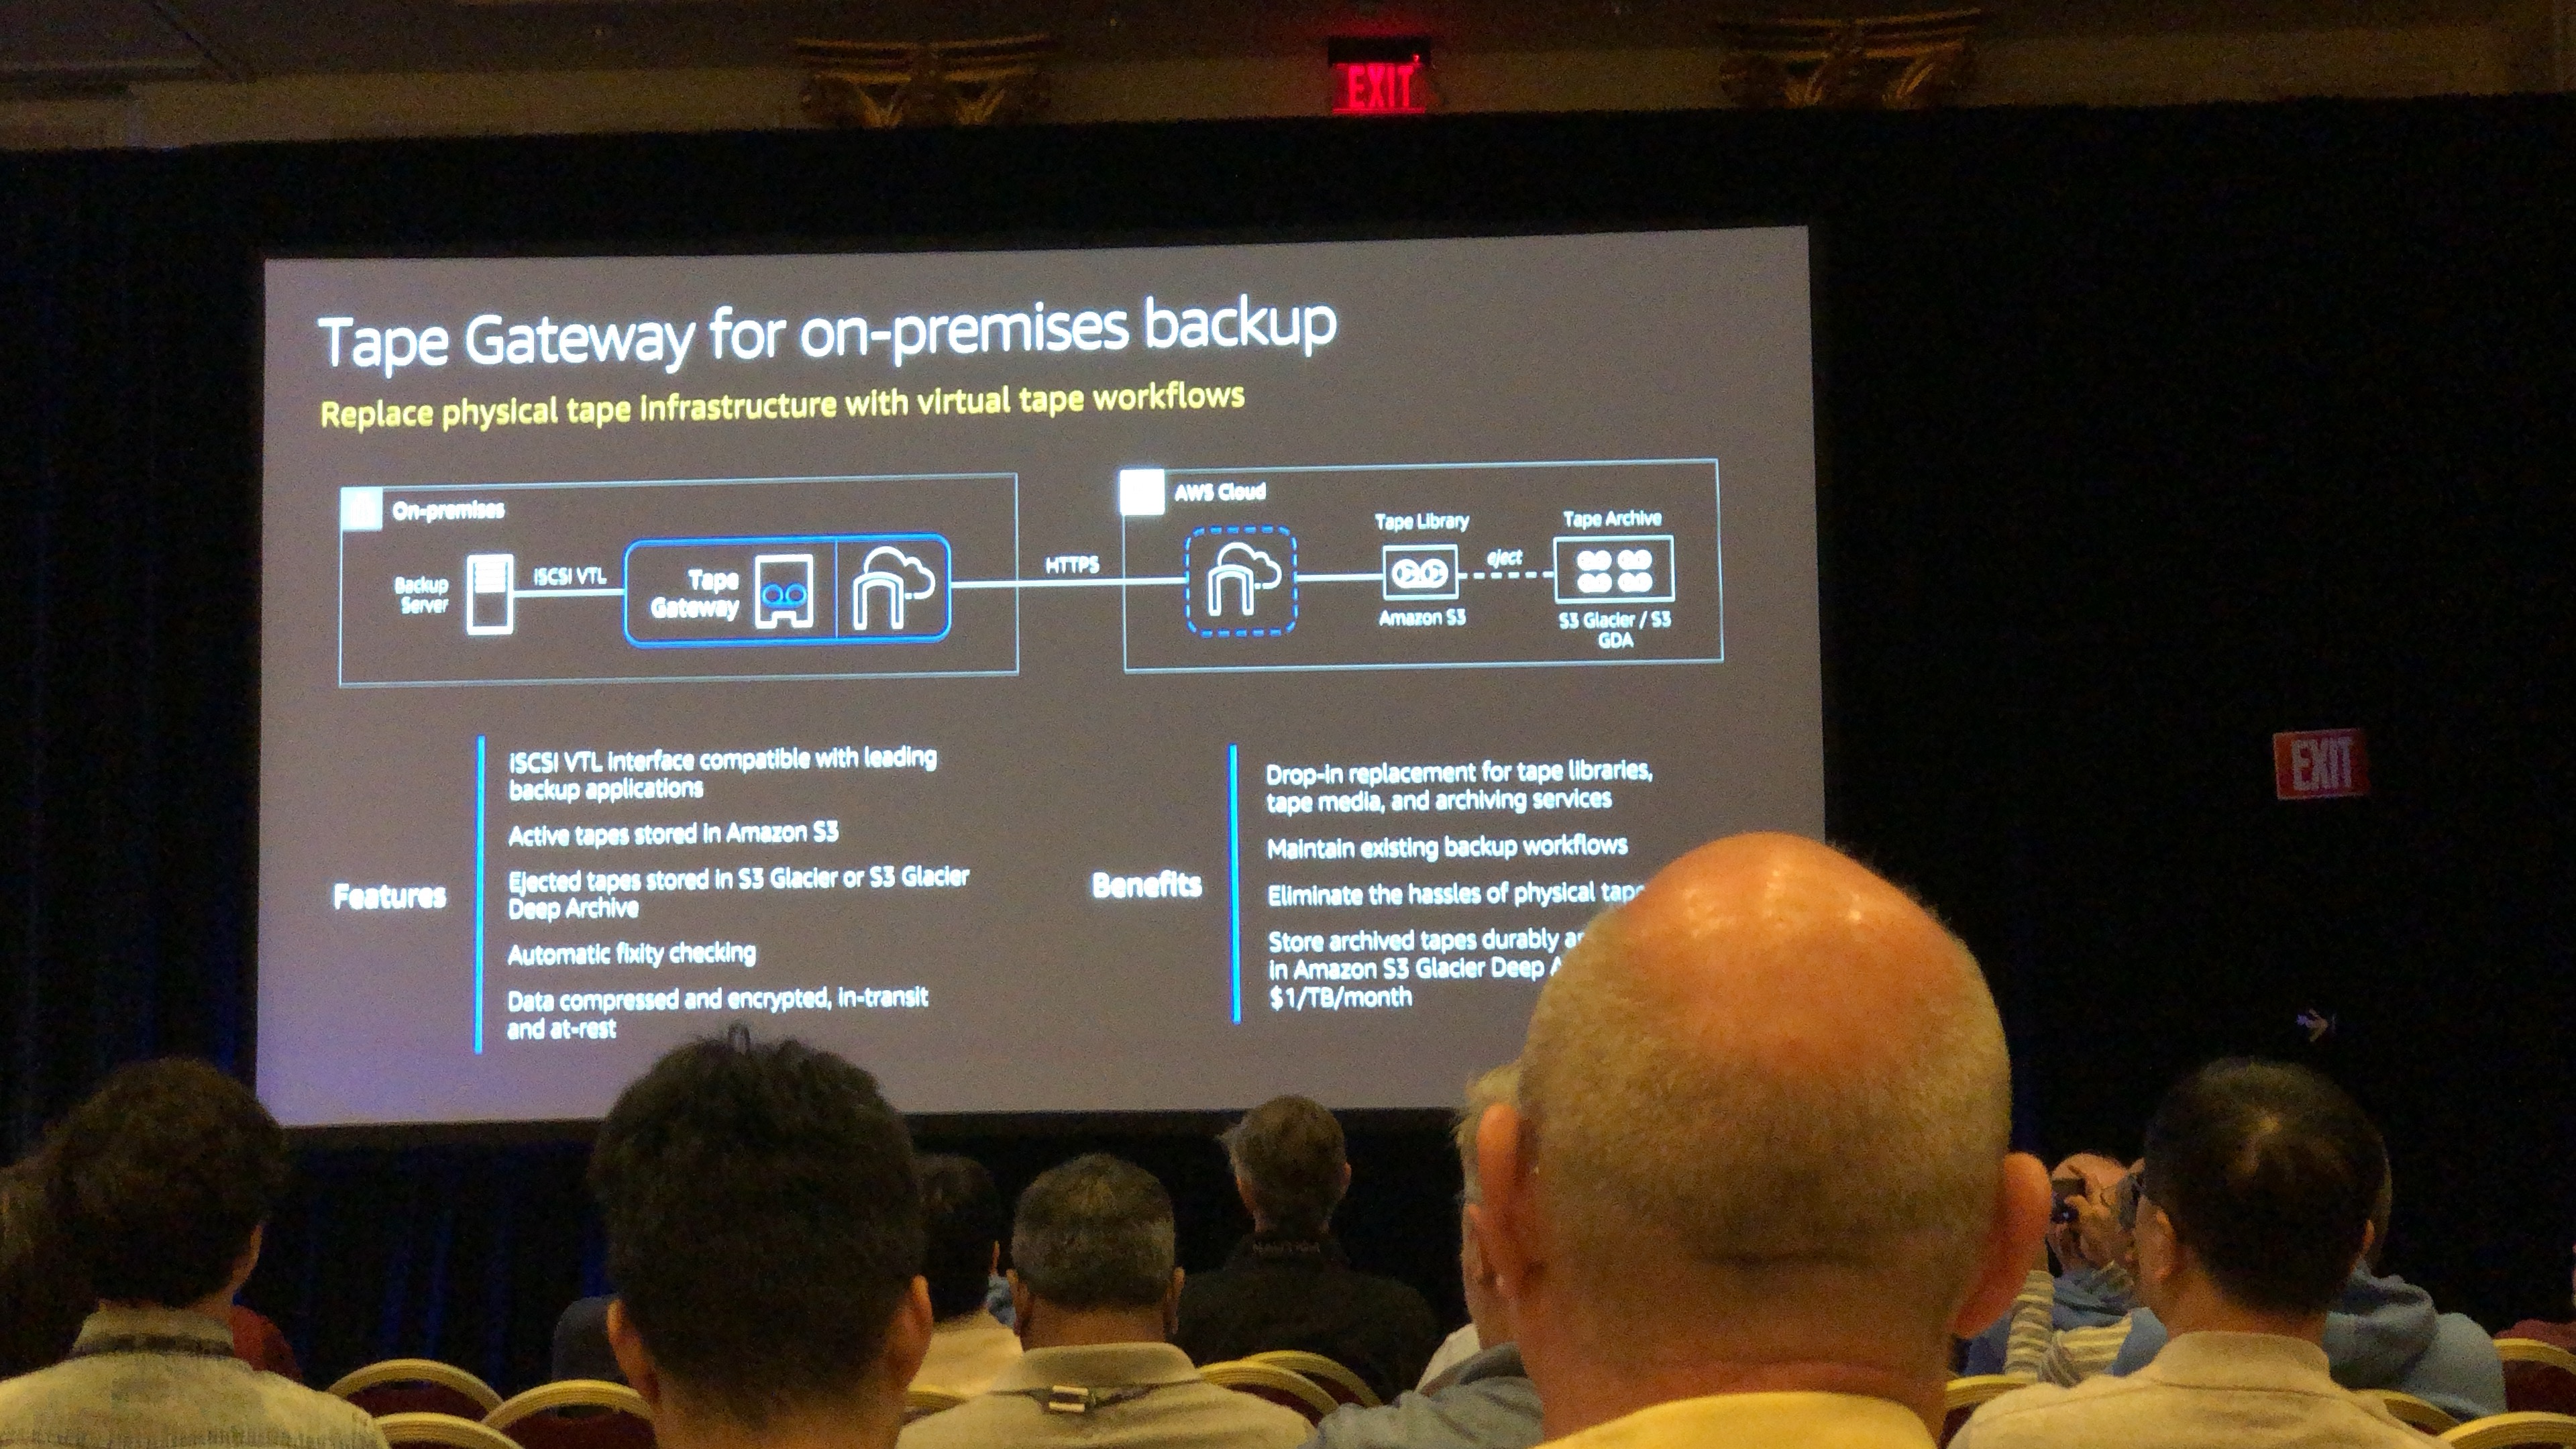 EXIT
Tape Gateway for on-premises backup
Replace physical tape infrastructure with virtual tape workflows
On-premises
Backup
Server
iSCSI VTL
Tape
Gateway
HTTPS
AWS Cloud
Tape Library
Amazon S3
eject
Tape Archive
S3 Glacier / S3
GDA
Features
iSCSI VTL interface compatible with leading
backup applications
Active tapes stored in Amazon S3
Ejected tapes stored in S3 Glacier or S3 Glacier
Deep Archive
Automatic fixity checking
Data compressed and encrypted, in-transit
and at-rest
Benefits
Drop-in replacement for tape libraries,
tape media, and archiving services
Maintain existing backup workflows
Eliminate the hassles of physical
Store archived tapes durably
in Amazon S3 Glacier Deep
$1/TB/month
EXIT